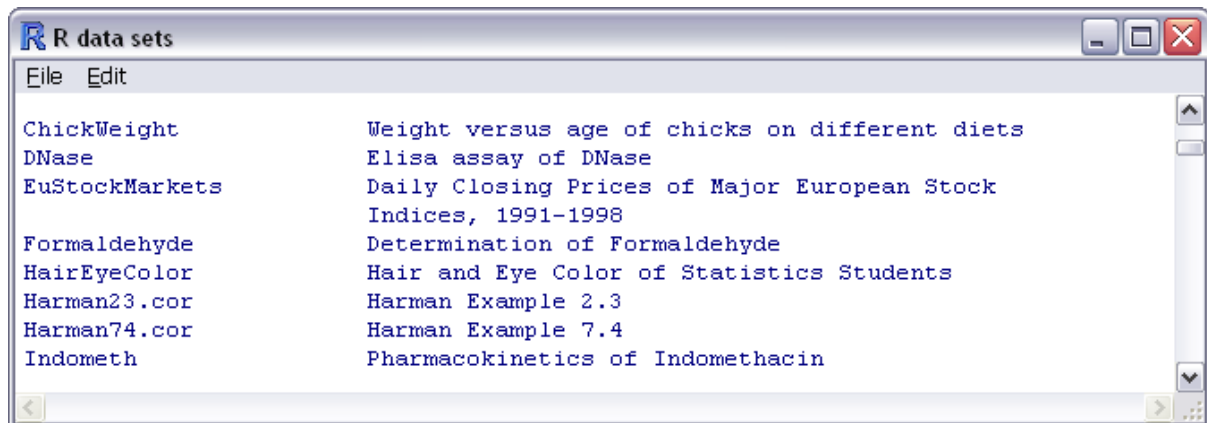 R R data sets
File Edit
ChickWeight Weight versus age of chicks on different diets
DNase Elisa assay of DNase
EuStockMarkets Daily Closing Prices of Major European Stock
Indices, 1991-1998
Formaldehyde Determination of Formaldehyde
HairEyeColor Hair and Eye Color of Statistics Students
Harman23.cor Harman Example 2.3
Harman74.cor Harman Example 7.4
Indometh Pharmacokinetics of Indomethacin